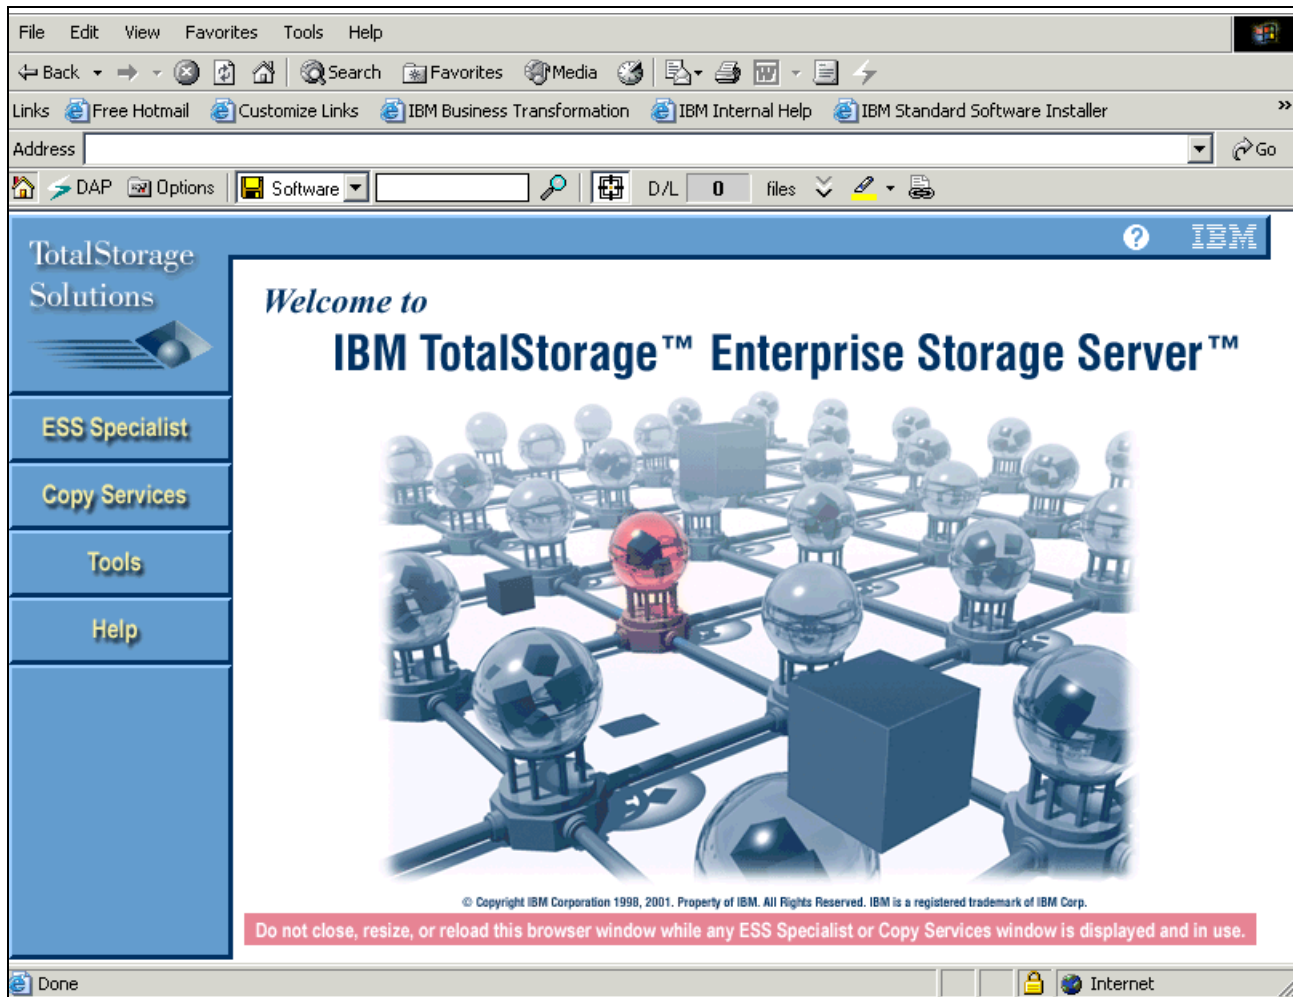 File Edit View Favorites Tools Help
Back Search Favorites Media
Links Free Hotmail Customize Links IBM Business Transformation IBM Internal Help IBM Standard Software Installer »
Address Go
DAP Options Software D/L 0 files
TotalStorage
Solutions
? IBM
Welcome to
IBM TotalStorage™ Enterprise Storage Server™
ESS Specialist
Copy Services
Tools
Help
© Copyright IBM Corporation 1998, 2001. Property of IBM. All Rights Reserved. IBM is a registered trademark of IBM Corp.
Do not close, resize, or reload this browser window while any ESS Specialist or Copy Services window is displayed and in use.
Done Internet